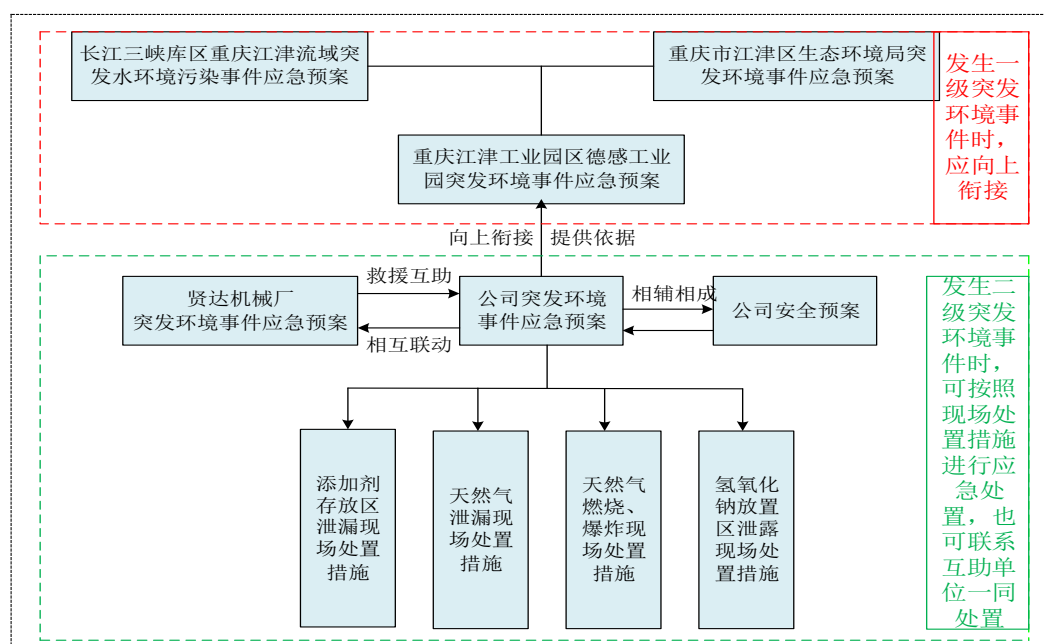 长江三峡库区重庆江津流域突
发水环境污染事件应急预案
重庆市江津区生态环境局突
发环境事件应急预案
发生一
级突发
环境事
件时，
应向上
衔接
重庆江津工业园区德感工业
园突发环境事件应急预案
向上衔接
提供依据
贤达机械厂
突发环境事件应急预案
救援互助
相互联动
公司突发环境
事件应急预案
相辅相成
公司安全预案
发生二
级突发
环境事
件时，
可按照
现场处
置措施
进行应
急处
置，也
可联系
互助单
位一同
处置
添加剂
存放区
泄漏现
场处置
措施
天然气
泄漏现
场处置
措施
天然气
燃烧、
爆炸现
场处置
措施
氢氧化
钠放置
区泄露
现场处
置措施